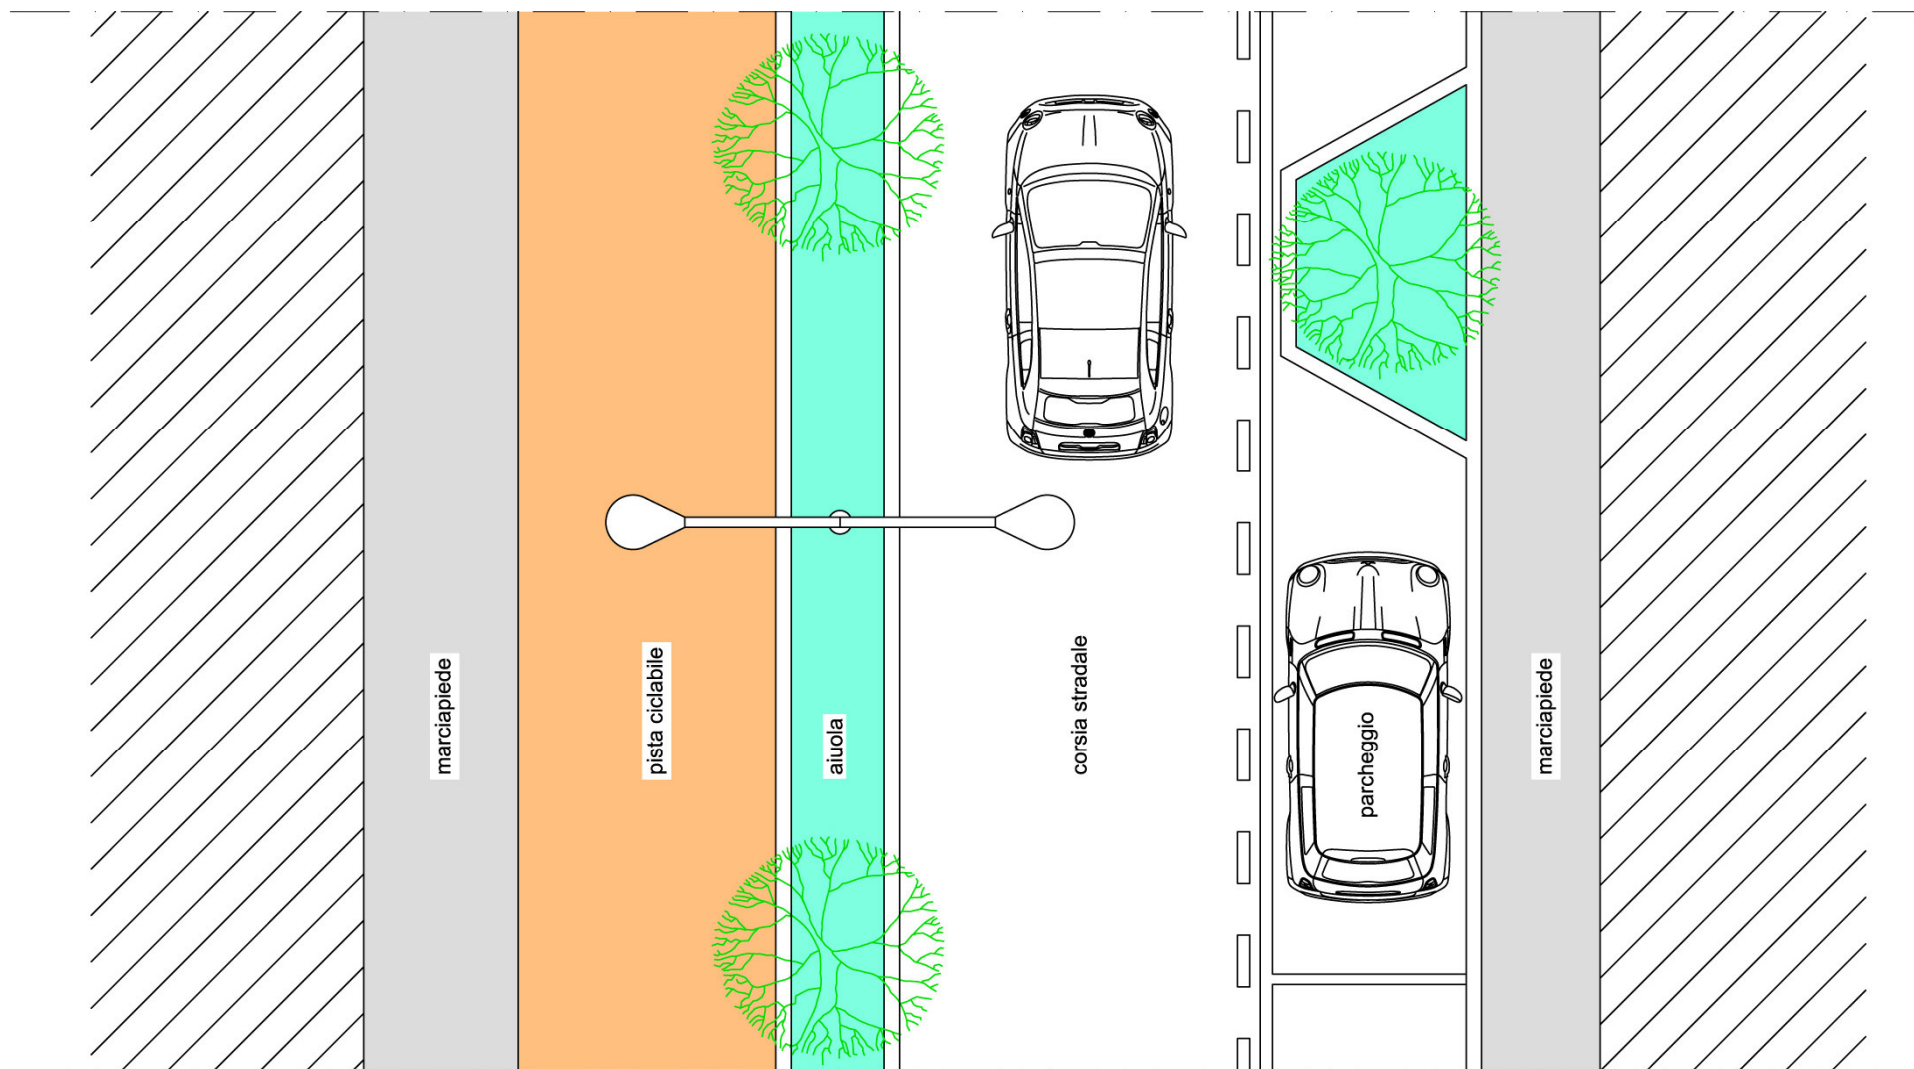 marciapiede
pista ciclabile
aiuola
corsia stradale
parcheggio
marciapiede